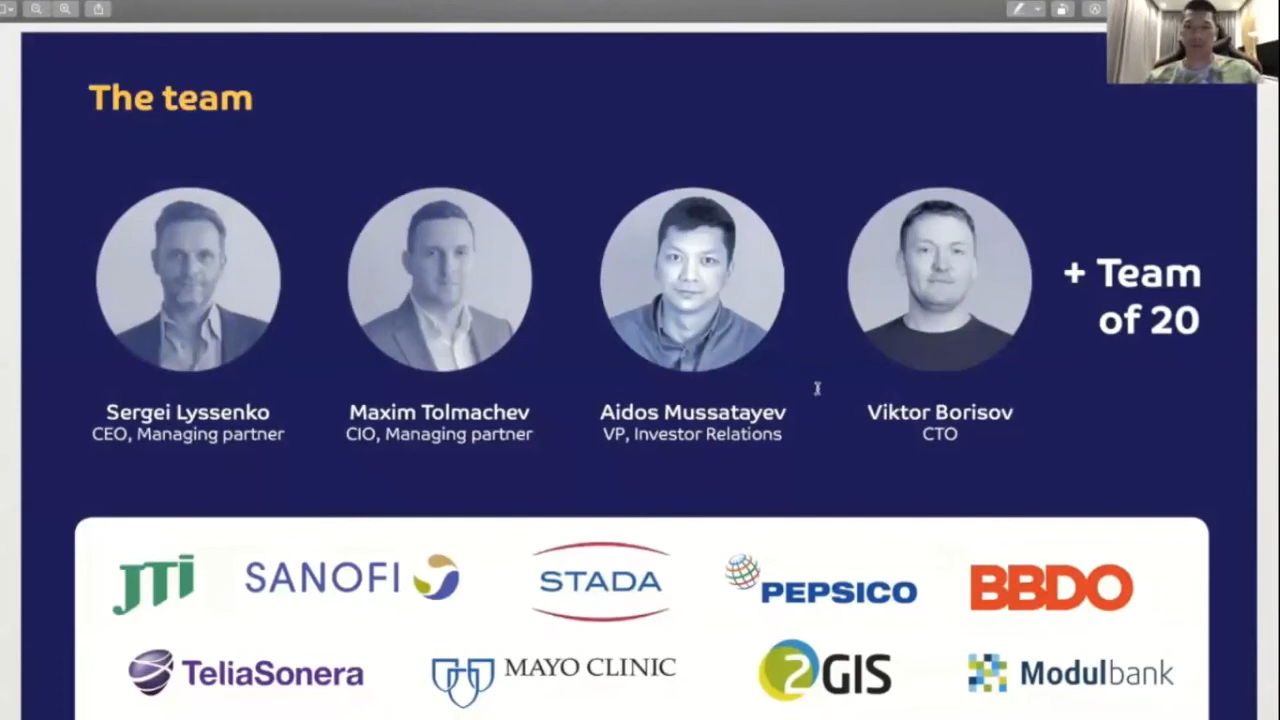 The team
+ Team
of 20
Sergei Lyssenko
CEO, Managing partner
Maxim Tolmachev
CIO, Managing partner
Aidos Mussatayev
VP, Investor Relations
Viktor Borisov
CTO
JTi
SANOFI
STADA
PEPSICO
BBDO
TeliaSonera
MAYO CLINIC
2GIS
Modulbank